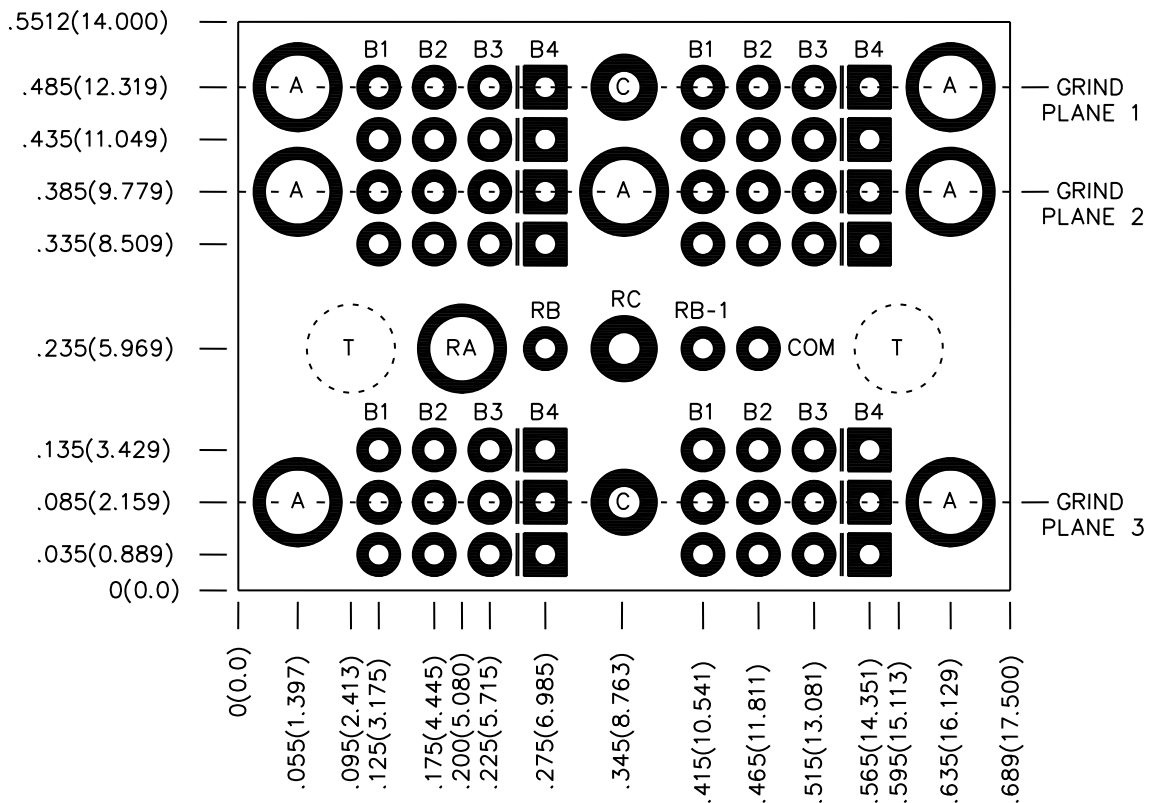 .5512(14.000)
B1 B2 B3 B4 B1 B2 B3 B4
.485(12.319) A C A GRIND
PLANE 1
.435(11.049)
.385(9.779) A A A GRIND
PLANE 2
.335(8.509)
RB RC RB-1
.235(5.969) T RA COM T
B1 B2 B3 B4 B1 B2 B3 B4
.135(3.429)
.085(2.159) A C A GRIND
PLANE 3
.035(0.889)
0(0.0)
0(0.0)
.055(1.397)
.095(2.413)
.125(3.175)
.175(4.445)
.200(5.080)
.225(5.715)
.275(6.985)
.345(8.763)
.415(10.541)
.465(11.811)
.515(13.081)
.565(14.351)
.595(15.113)
.635(16.129)
.689(17.500)